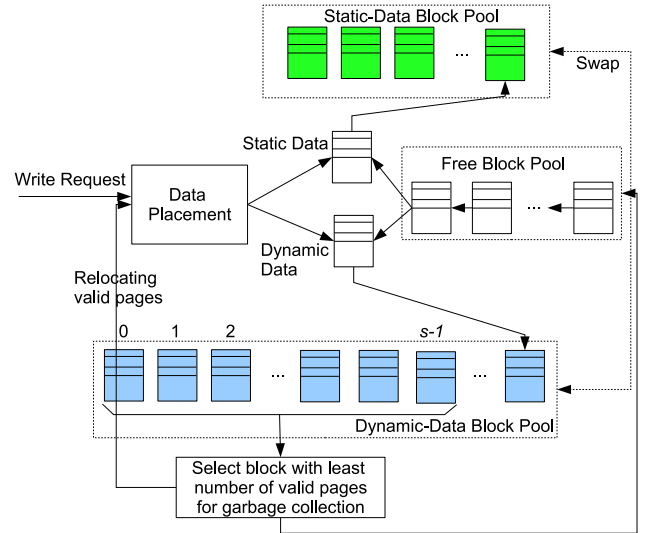 Static-Data Block Pool
...
Swap
Static Data
Free Block Pool
Write Request
Data
Placement
...
Dynamic
Data
Relocating
valid pages
0 1 2 s-1
... ... ...
Dynamic-Data Block Pool
Select block with least
number of valid pages
for garbage collection